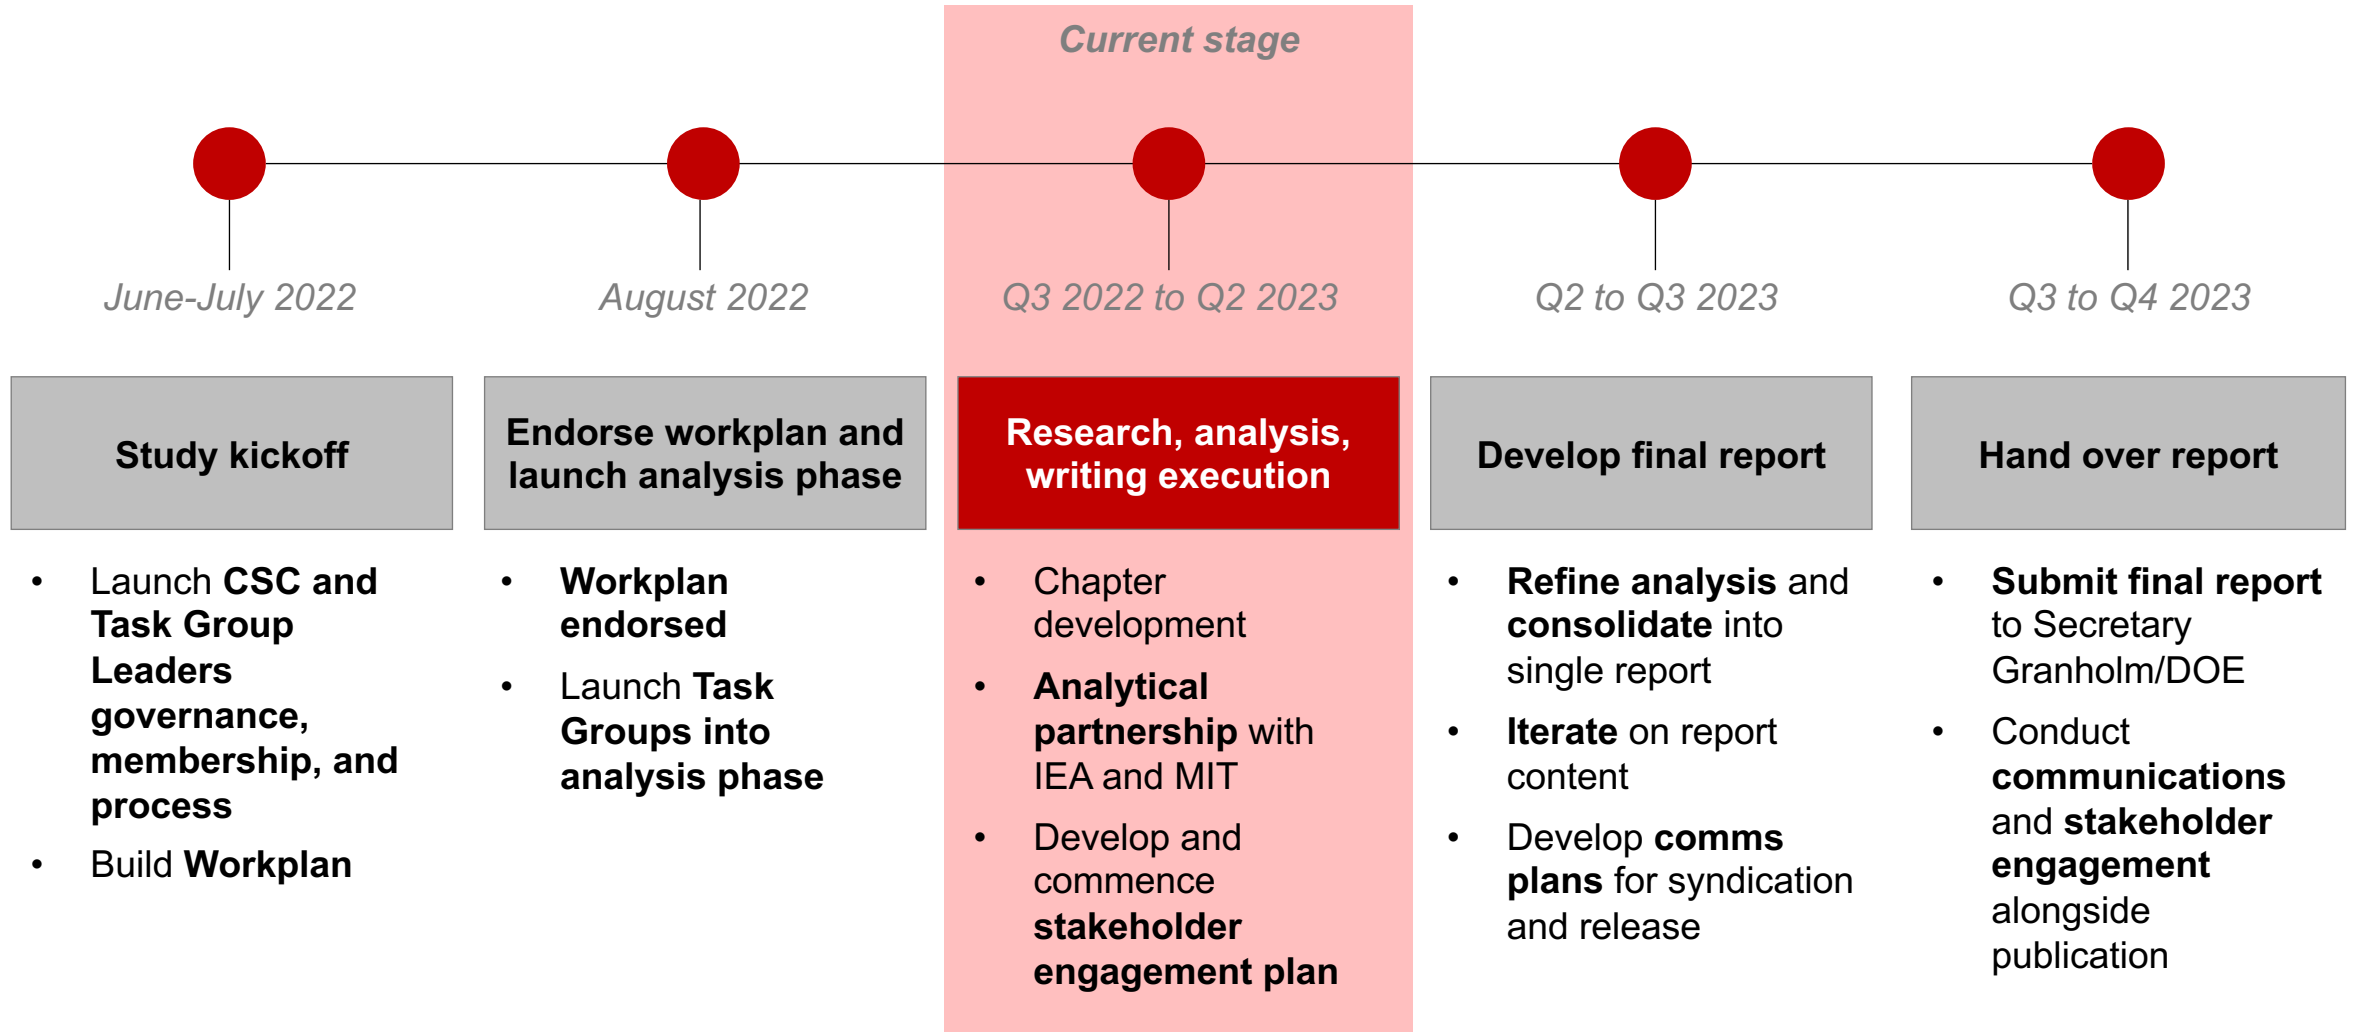 Current stage
June-July 2022
August 2022
Q3 2022 to Q2 2023
Q2 to Q3 2023
Q3 to Q4 2023
Study kickoff
Endorse workplan and
launch analysis phase
Research, analysis,
writing execution
Develop final report
Hand over report
• Launch CSC and
Task Group
Leaders
governance,
membership, and
process
• Build Workplan
• Workplan
endorsed
• Launch Task
Groups into
analysis phase
• Chapter
development
• Analytical
partnership with
IEA and MIT
• Develop and
commence
stakeholder
engagement plan
• Refine analysis and
consolidate into
single report
• Iterate on report
content
• Develop comms
plans for syndication
and release
• Submit final report
to Secretary
Granholm/DOE
• Conduct
communications
and stakeholder
engagement
alongside
publication